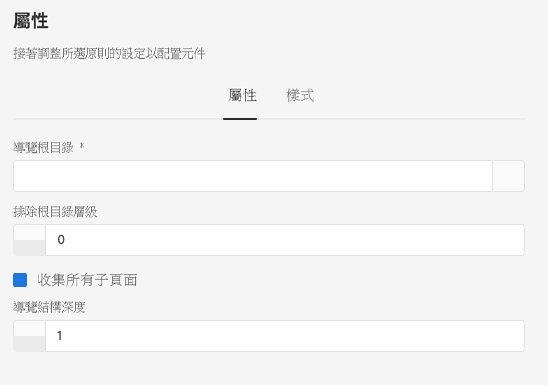 屬性
接著調整所選原則的設定以配置元件
屬性 樣式
導覽根目錄 *
排除根目錄層級
0
收集所有子頁面
導覽結構深度
1